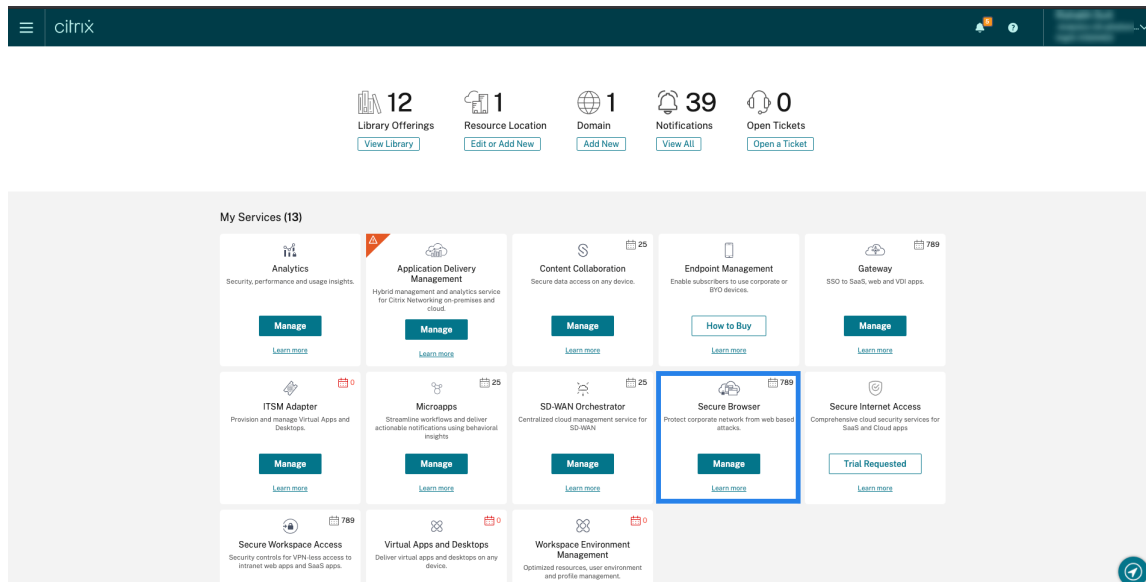 citrix
5
?
12
Library Offerings
View Library
1
Resource Location
Edit or Add New
1
Domain
Add New
39
Notifications
View All
0
Open Tickets
Open a Ticket
My Services (13)
Analytics
Security, performance and usage insights.
Manage
Learn more
Application Delivery
Management
Hybrid management and analytics service
for Citrix Networking on-premises and
cloud.
Manage
Learn more
25
Content Collaboration
Secure data access on any device.
Manage
Learn more
Endpoint Management
Enable subscribers to use corporate or
BYO devices.
How to Buy
Learn more
789
Gateway
SSO to SaaS, web and VDI apps.
Manage
Learn more
0
ITSM Adapter
Provision and manage Virtual Apps and
Desktops.
Manage
Learn more
25
Microapps
Streamline workflows and deliver
actionable notifications using behavioral
insights
Manage
Learn more
25
SD-WAN Orchestrator
Centralized cloud management service for
SD-WAN
Manage
Learn more
789
Secure Browser
Protect corporate network from web based
attacks.
Manage
Learn more
Secure Internet Access
Comprehensive cloud security services for
SaaS and Cloud apps
Trial Requested
Learn more
789
Secure Workspace Access
Security controls for VPN-less access to
intranet web apps and SaaS apps.
0
Virtual Apps and Desktops
Deliver virtual apps and desktops on any
device.
0
Workspace Environment
Management
Optimized resources, user environment
and profile management.